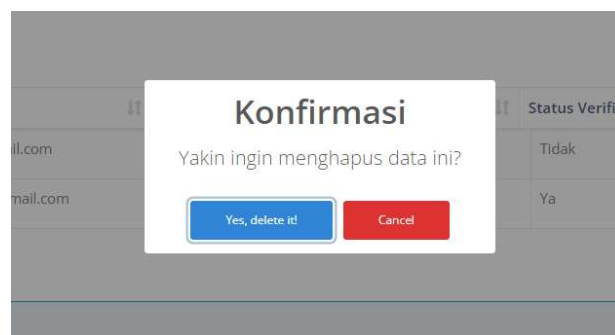 Konfirmasi
Status Verifi
Yakin ingin menghapus data ini?
il.com
Tidak
mail.com
Ya
Yes, delete it!
Cancel